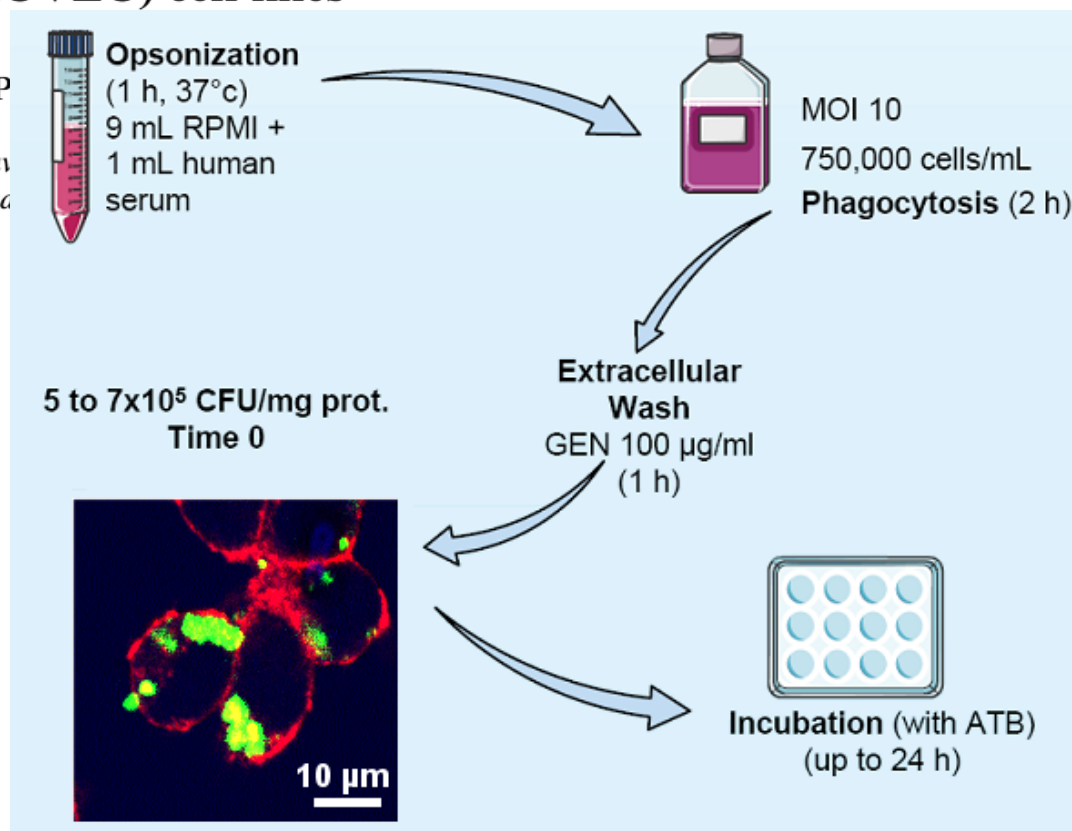 cell lines
Opsonization
(1 h, 37°c)
9 mL RPMI +
1 mL human
serum
MOI 10
750,000 cells/mL
Phagocytosis (2 h)
Extracellular
Wash
GEN 100 µg/ml
(1 h)
5 to 7x10⁵ CFU/mg prot.
Time 0
10 µm
Incubation (with ATB)
(up to 24 h)